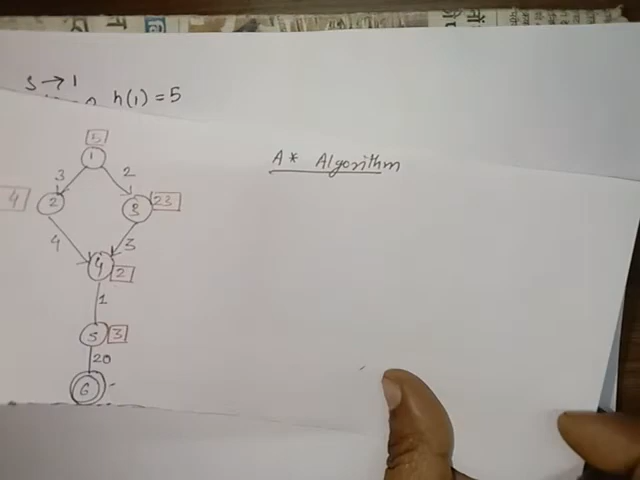 S → 1
h(1) = 5
A* Algorithm
5
1
3 2
4 2 3 23
4 3
4 2
1
5 3
20
6